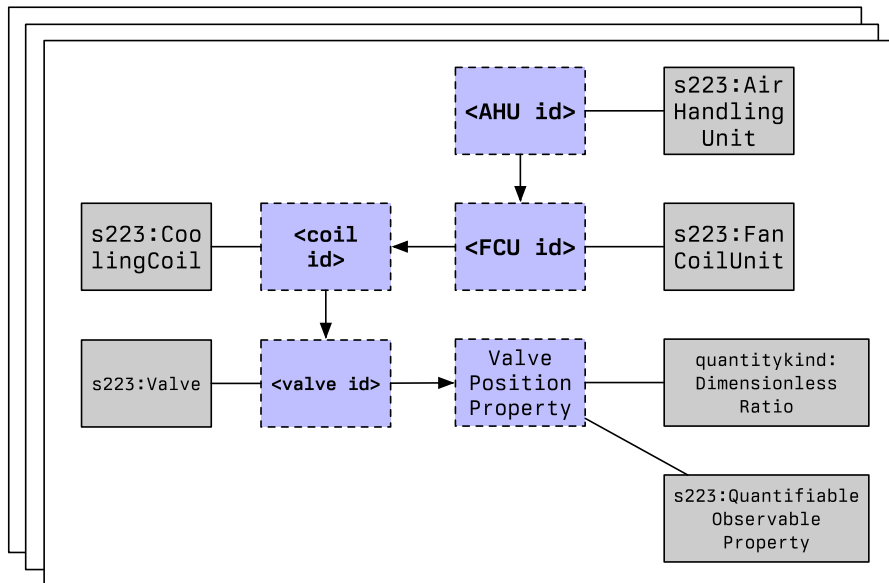 <AHU id>
s223:Air
Handling
Unit
s223:Coo
lingCoil
<coil
id>
<FCU id>
s223:Fan
CoilUnit
s223:Valve
<valve id>
Valve
Position
Property
quantitykind:
Dimensionless
Ratio
s223:Quantifiable
Observable
Property